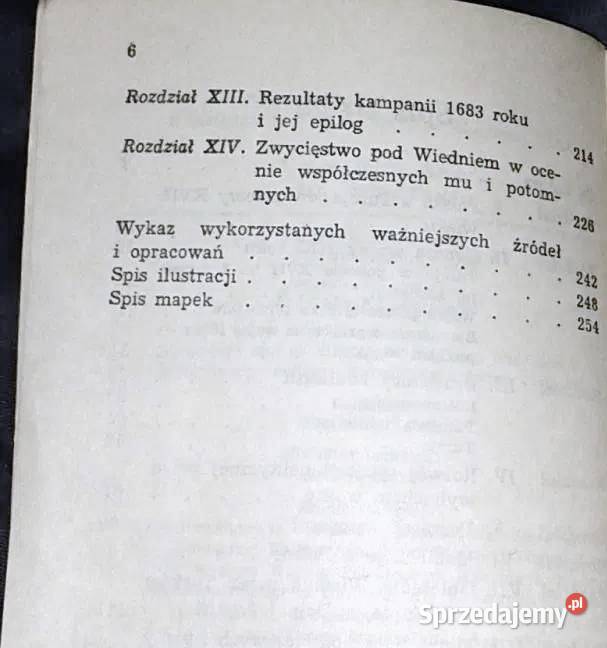 6
Rozdział XIII. Rezultaty kampanii 1683 roku
i jej epilog . . . . . . 214
Rozdział XIV. Zwycięstwo pod Wiedniem w oce-
nie współczesnych mu i potom-
nych . . . . . . . 226
Wykaz wykorzystanych ważniejszych źródeł
i opracowań . . . . . . . . . 242
Spis ilustracji . . . . . . . . . 248
Spis mapek . . . . . . . . . 254
Sprzedajemy.pl